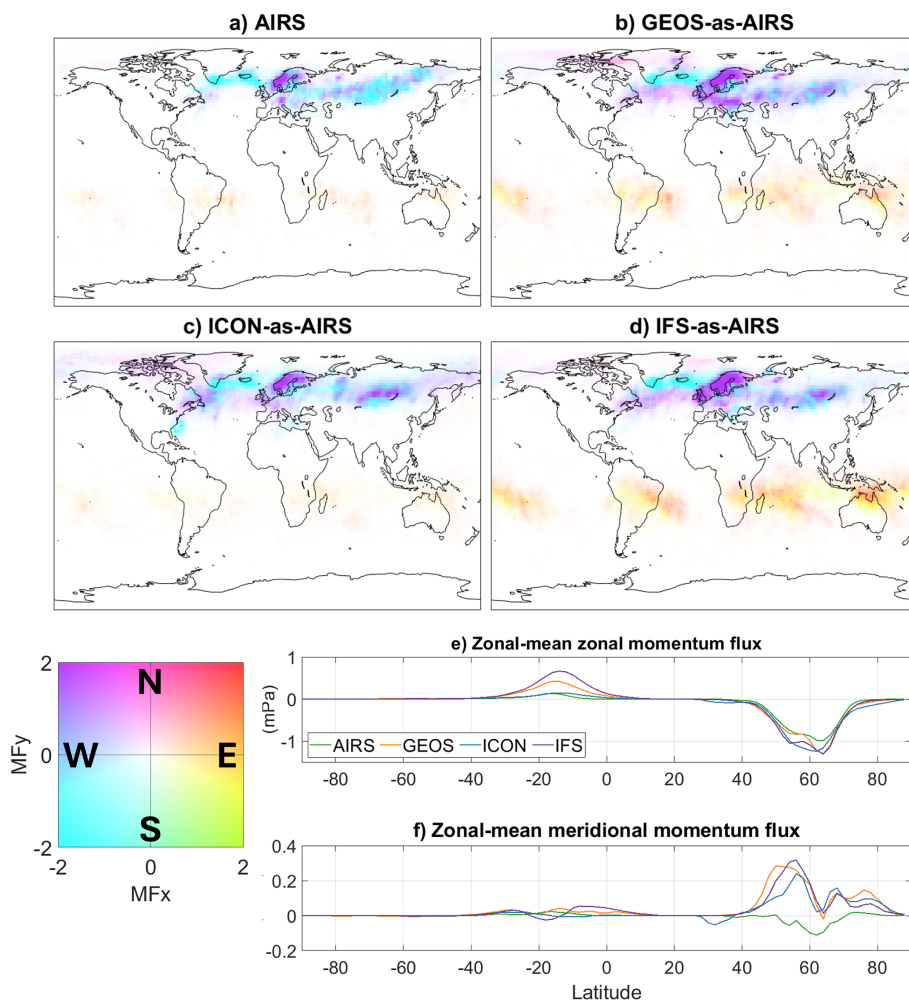 a) AIRS
b) GEOS-as-AIRS
c) ICON-as-AIRS
d) IFS-as-AIRS
2
0
-2
MFy
N
W
E
S
-2
0
2
MFx
e) Zonal-mean zonal momentum flux
1
0
-1
(mPa)
AIRS
GEOS
ICON
IFS
-80
-60
-40
-20
0
20
40
60
80
f) Zonal-mean meridional momentum flux
0.4
0.2
0
-0.2
-80
-60
-40
-20
0
20
40
60
80
Latitude